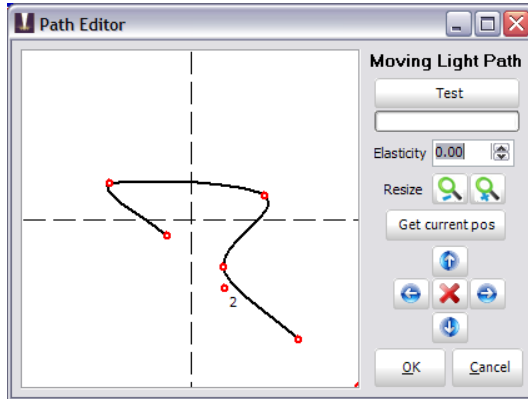 Path Editor
Moving Light Path
Test
Elasticity 0.00
Resize
Get current pos
2
OK
Cancel